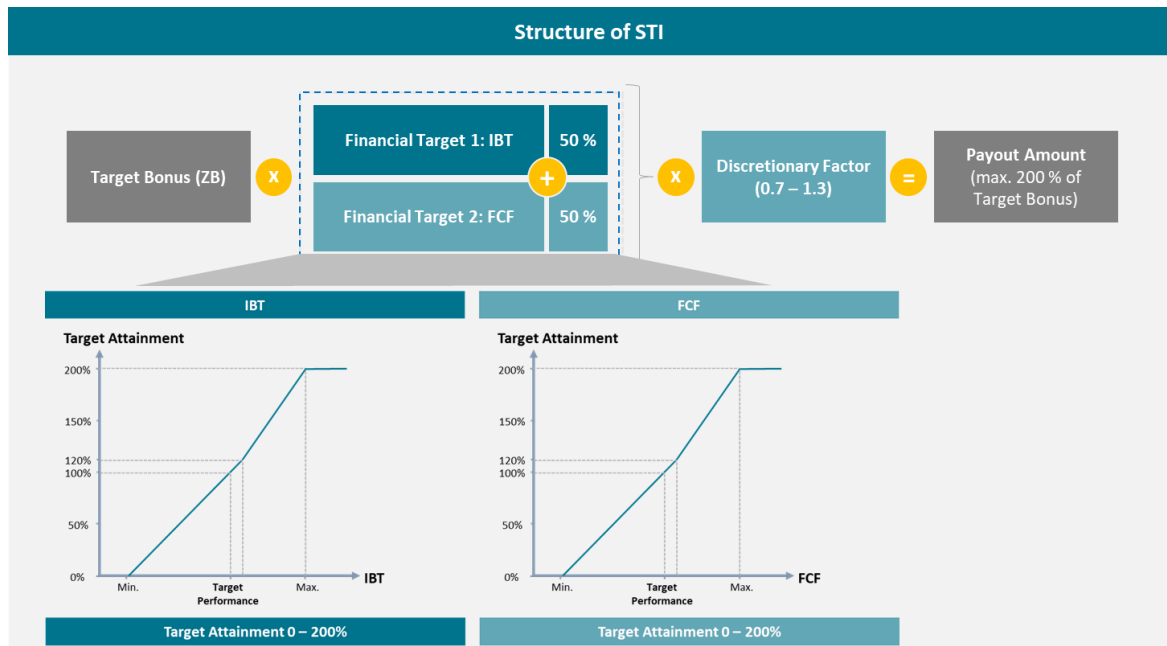 Structure of STI
Target Bonus (ZB)
x
Financial Target 1: IBT
50 %
+
Financial Target 2: FCF
50 %
x
Discretionary Factor
(0.7 – 1.3)
=
Payout Amount
(max. 200 % of
Target Bonus)
IBT
Target Attainment
200%
150%
120%
100%
50%
0%
Min.
Target
Performance
Max.
IBT
Target Attainment 0 – 200%
FCF
Target Attainment
200%
150%
120%
100%
50%
0%
Min.
Target
Performance
Max.
FCF
Target Attainment 0 – 200%